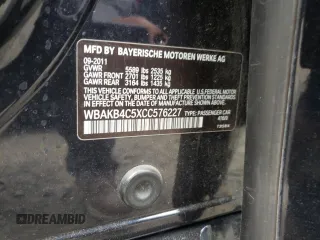 MFD BY BAYERISCHE MOTOREN WERKE AG
09-2011
GVWR 5589 lbs 2535 kg
GAWR FRONT 2701 lbs 1225 kg
GAWR REAR 3164 lbs 1435 kg
THIS VEHICLE CONFORMS TO ALL APPLICABLE U.S. FEDERAL MOTOR
VEHICLE SAFETY, BUMPER AND THEFT PREVENTION STANDARDS IN EFFECT
ON THE DATE OF MANUFACTURE SHOWN ABOVE
WBAKB4C5XCC576227 TYPE: PASSENGER CAR
DREAMBID